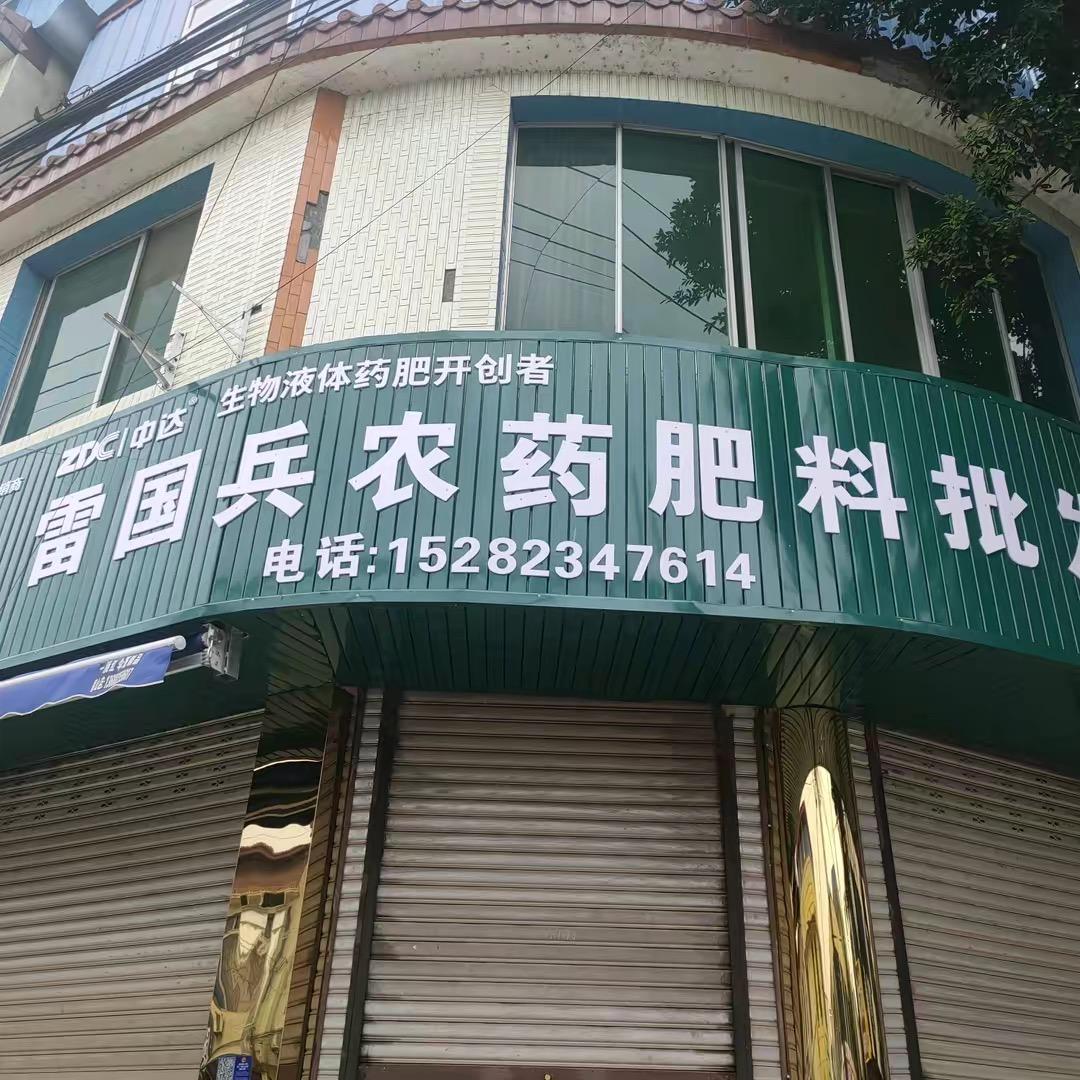 ZDC 中达® 生物液体药肥开创者
雷国兵农药肥料批发
电话:15282347614